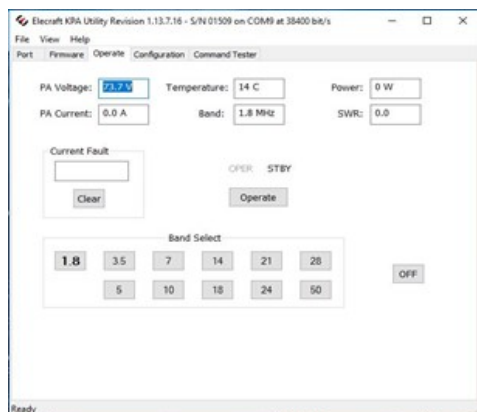 Elecraft KPA Utility Revision 1.13.7.16 - S/N 01509 on COM9 at 38400 bit/s
File View Help
Port Firmware Operate Configuration Command Tester
PA Voltage: 73.7 V Temperature: 14 C Power: 0 W
PA Current: 0.0 A Band: 1.8 MHz SWR: 0.0
Current Fault
OPER STBY
Clear Operate
Band Select
1.8 3.5 7 14 21 28
OFF
5 10 18 24 50
Ready